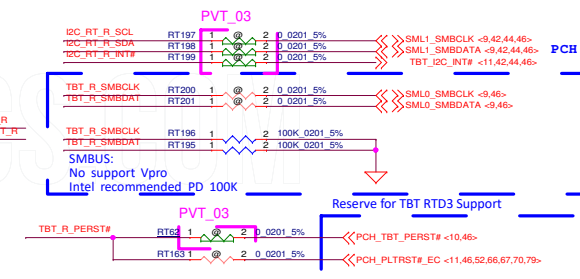 PVT_03
I2C_RT_R_SCL RT197 1 @ 2 0_0201_5% SML1_SMBCLK <9,42,44,46>
I2C_RT_R_SDA RT198 1 @ 2 0_0201_5% SML1_SMBDATA <9,42,44,46> PCH
I2C_RT_R_INT# RT199 1 @ 2 0_0201_5% TBT_I2C_INT# <11,42,44,46>
TBT_R_SMBCLK RT200 1 @ 2 0_0201_5% SML0_SMBCLK <9,46>
TBT_R_SMBDAT RT201 1 @ 2 0_0201_5% SML0_SMBDATA <9,46>
R
T_R
TBT_R_SMBCLK RT196 1 2 100K_0201_5%
TBT_R_SMBDAT RT195 1 2 100K_0201_5%
SMBUS:
No support Vpro
Intel recommended PD 100K
Reserve for TBT RTD3 Support
PVT_03
TBT_R_PERST# RT62 1 @ 2 0_0201_5% PCH_TBT_PERST# <10,46>
RT163 1 @ 2 0_0201_5% PCH_PLTRST#_EC <11,46,52,66,67,70,79>